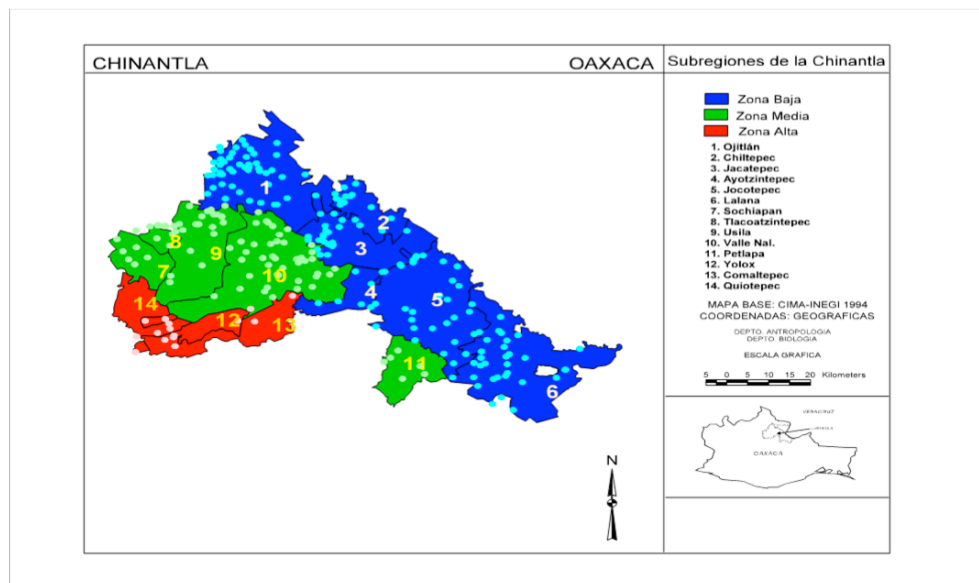 CHINANTLA
OAXACA
Subregiones de la Chinantla
Zona Baja
Zona Media
Zona Alta
1. Ojitlán
2. Chiltepec
3. Jacatepec
4. Ayotzintepec
5. Jocotepec
6. Lalana
7. Sochiapan
8. Tlacoatzintepec
9. Usila
10. Valle Nal.
11. Petlapa
12. Yolox
13. Comaltepec
14. Quiotepec
MAPA BASE: CIMA-INEGI 1994
COORDENADAS: GEOGRAFICAS
DEPTO. ANTROPOLOGIA
DEPTO. BIOLOGIA
ESCALA GRAFICA
5 0 5 10 15 20 Kilometers
1
2
3
4
5
6
7
8
9
10
11
12
13
14
N
VERACRUZ
OAXACA